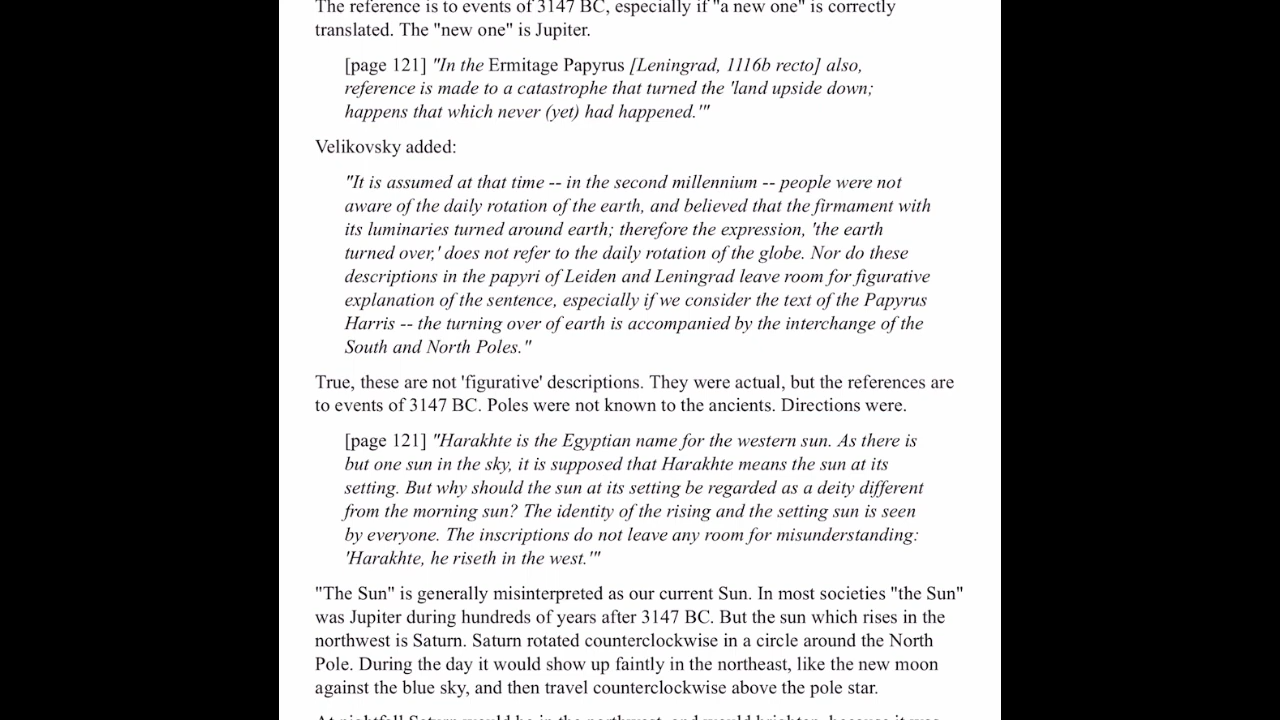 The reference is to events of 3147 BC, especially if "a new one" is correctly
translated. The "new one" is Jupiter.
[page 121] "In the Ermitage Papyrus [Leningrad, 1116b recto] also,
reference is made to a catastrophe that turned the 'land upside down;
happens that which never (yet) had happened.'"
Velikovsky added:
"It is assumed at that time -- in the second millennium -- people were not
aware of the daily rotation of the earth, and believed that the firmament with
its luminaries turned around earth; therefore the expression, 'the earth
turned over,' does not refer to the daily rotation of the globe. Nor do these
descriptions in the papyri of Leiden and Leningrad leave room for figurative
explanation of the sentence, especially if we consider the text of the Papyrus
Harris -- the turning over of earth is accompanied by the interchange of the
South and North Poles."
True, these are not 'figurative' descriptions. They were actual, but the references are
to events of 3147 BC. Poles were not known to the ancients. Directions were.
[page 121] "Harakhte is the Egyptian name for the western sun. As there is
but one sun in the sky, it is supposed that Harakhte means the sun at its
setting. But why should the sun at its setting be regarded as a deity different
from the morning sun? The identity of the rising and the setting sun is seen
by everyone. The inscriptions do not leave any room for misunderstanding:
'Harakhte, he riseth in the west.'"
"The Sun" is generally misinterpreted as our current Sun. In most societies "the Sun"
was Jupiter during hundreds of years after 3147 BC. But the sun which rises in the
northwest is Saturn. Saturn rotated counterclockwise in a circle around the North
Pole. During the day it would show up faintly in the northeast, like the new moon
against the blue sky, and then travel counterclockwise above the pole star.
At nightfall Saturn would be in the northwest, and would brighten, because it was